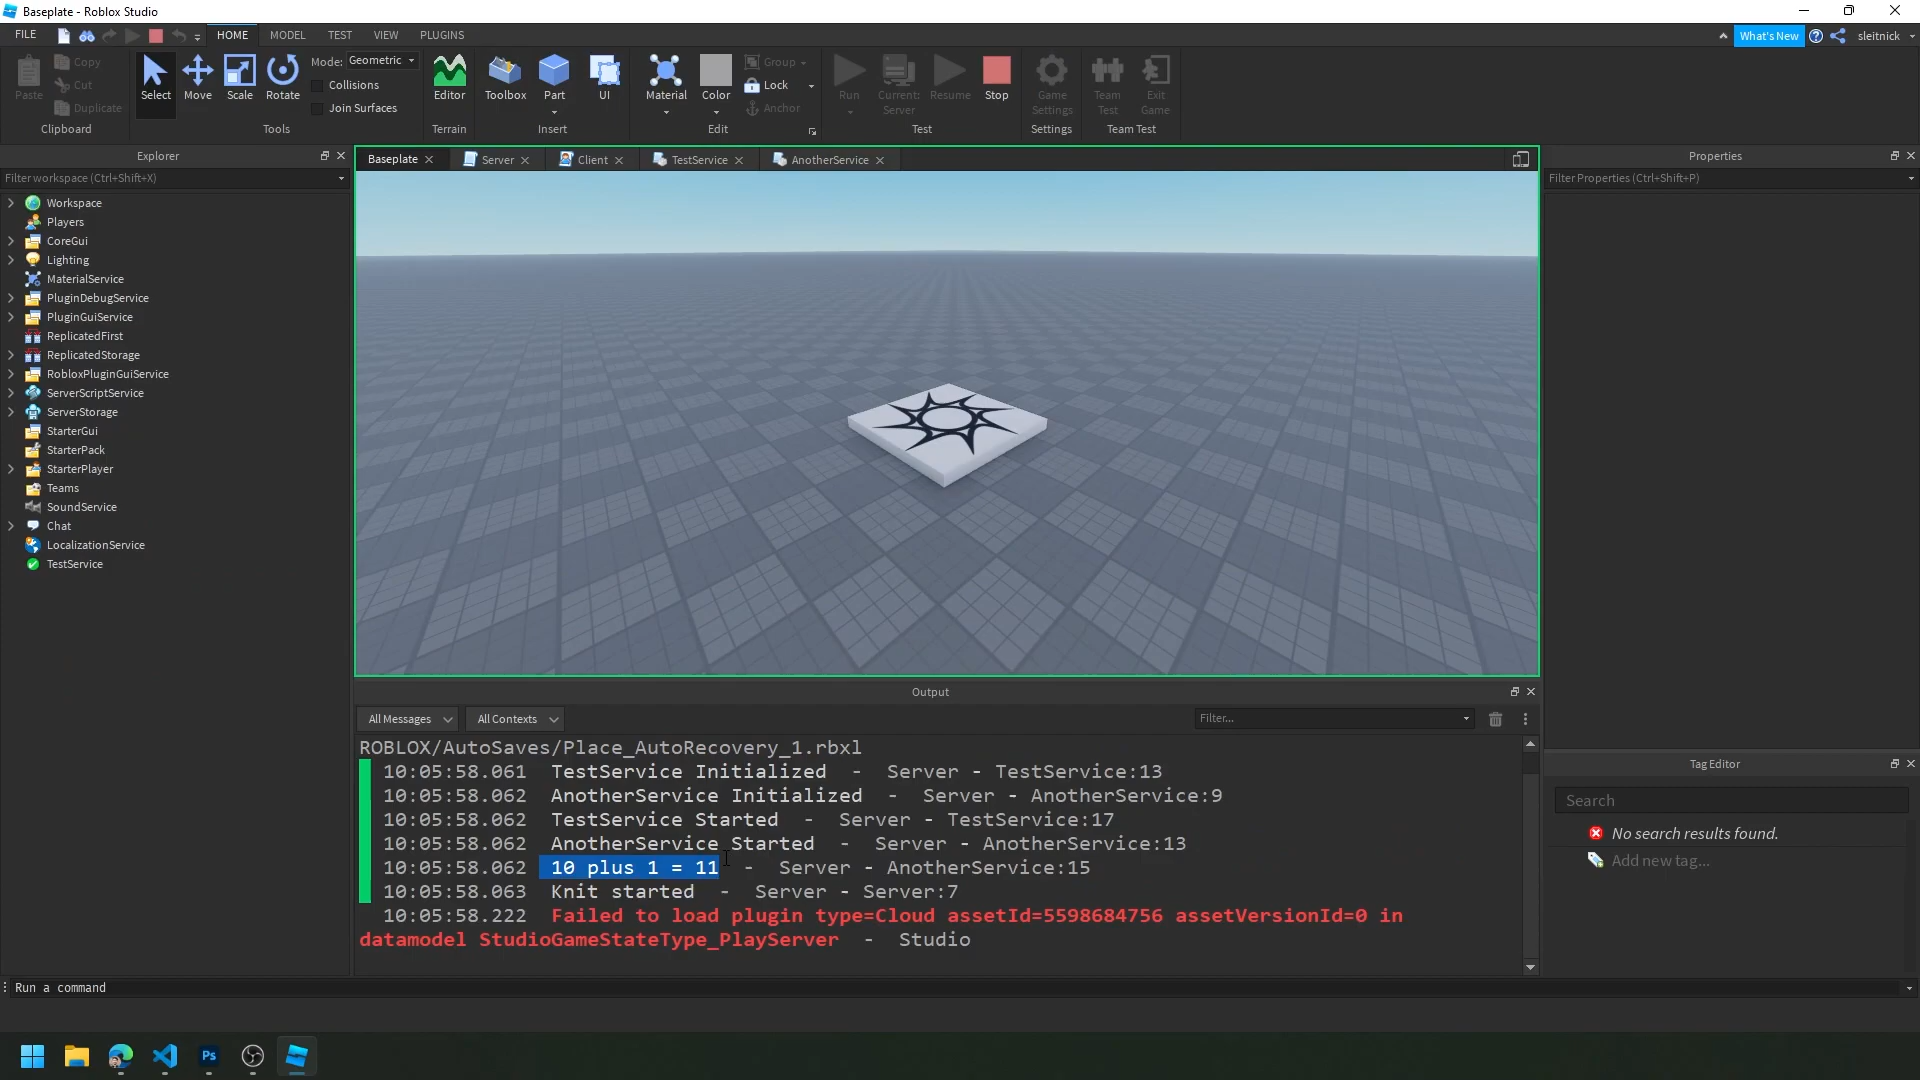 Baseplate - Roblox Studio
FILE HOME MODEL TEST VIEW PLUGINS What's New sleitnick
Paste Copy Cut Duplicate
Clipboard
Select Move Scale Rotate
Mode: Geometric
Collisions
Join Surfaces
Tools
Editor
Terrain
Toolbox Part UI
Insert
Material Color
Group
Lock
Anchor
Edit
Run Current: Server Resume Stop
Test
Game Settings
Settings
Team Test Exit Game
Team Test
Explorer
Filter workspace (Ctrl+Shift+X)
Workspace
Players
CoreGui
Lighting
MaterialService
PluginDebugService
PluginGuiService
ReplicatedFirst
ReplicatedStorage
RobloxPluginGuiService
ServerScriptService
ServerStorage
StarterGui
StarterPack
StarterPlayer
Teams
SoundService
Chat
LocalizationService
TestService
Baseplate Server Client TestService AnotherService
Output
All Messages All Contexts Filter...
ROBLOX/AutoSaves/Place_AutoRecovery_1.rbxl
10:05:58.061 TestService Initialized - Server - TestService:13
10:05:58.062 AnotherService Initialized - Server - AnotherService:9
10:05:58.062 TestService Started - Server - TestService:17
10:05:58.062 AnotherService Started - Server - AnotherService:13
10:05:58.062 10 plus 1 = 11 - Server - AnotherService:15
10:05:58.063 Knit started - Server - Server:7
10:05:58.222 Failed to load plugin type=Cloud assetId=5598684756 assetVersionId=0 in
datamodel StudioGameStateType_PlayServer - Studio
Properties
Filter Properties (Ctrl+Shift+P)
Tag Editor
Search
No search results found.
Add new tag...
Run a command
Ps